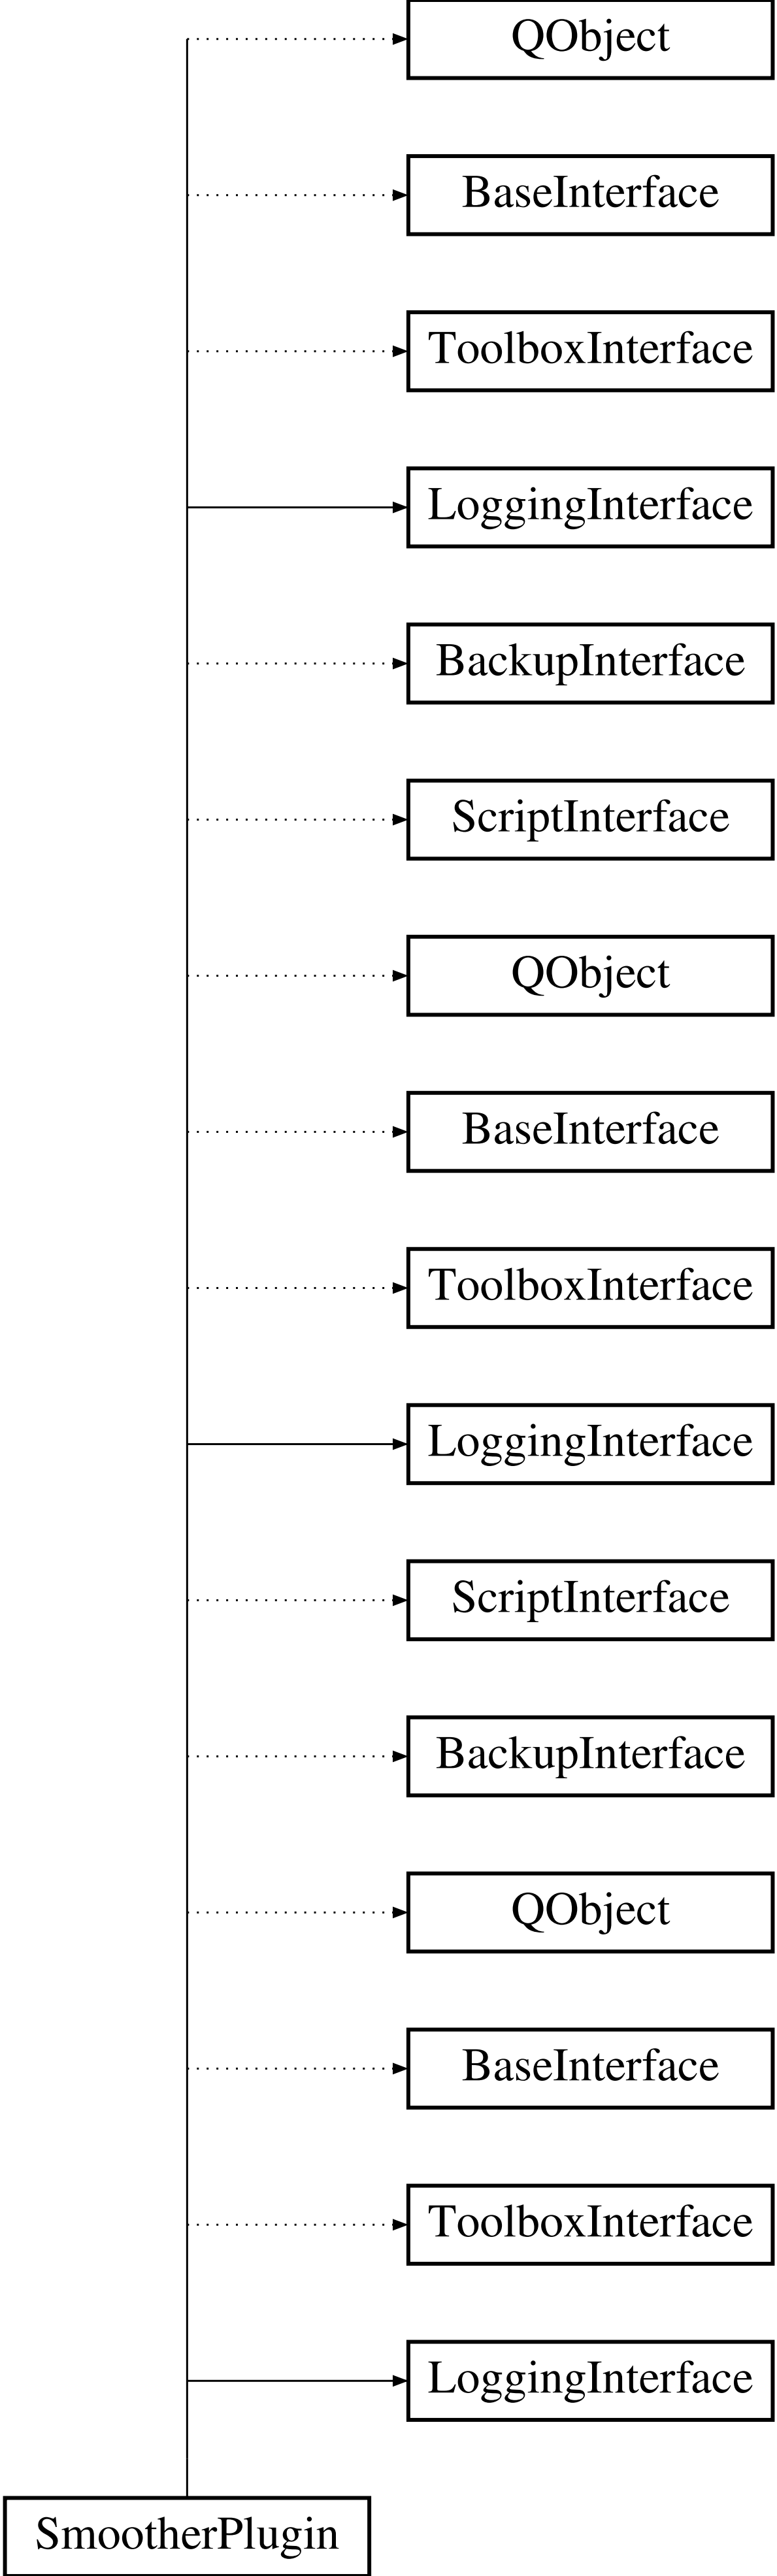 QObject
BaseInterface
ToolboxInterface
LoggingInterface
BackupInterface
ScriptInterface
QObject
BaseInterface
ToolboxInterface
LoggingInterface
ScriptInterface
BackupInterface
QObject
BaseInterface
ToolboxInterface
LoggingInterface
SmootherPlugin